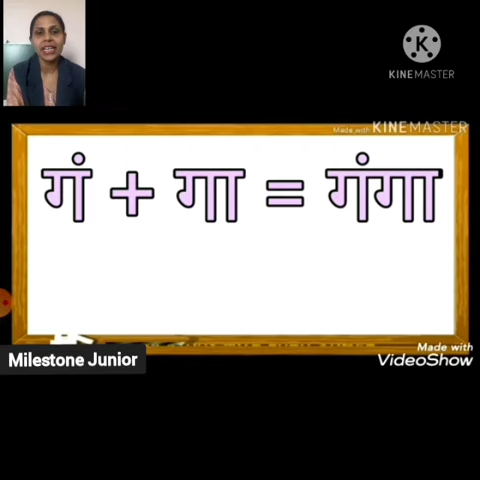 K
KINEMASTER
Made with KINEMASTER
गं + गा = गंगा
Milestone Junior
Made with
VideoShow